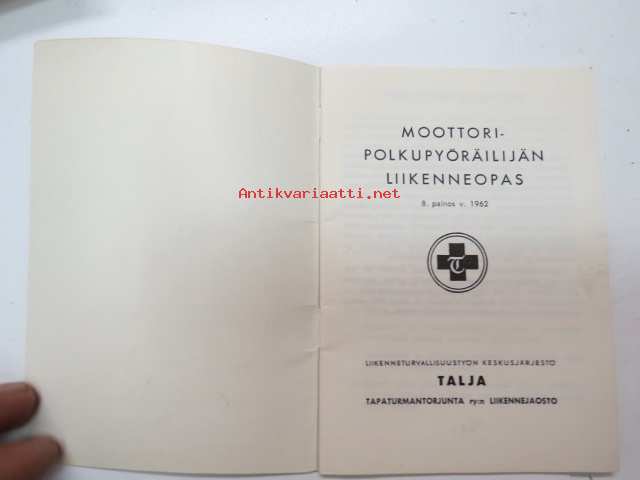 MOOTTORI-
POLKUPYÖRÄILIJÄN
LIIKENNEOPAS
Antikvariaatti.net
8. painos v. 1962
T
LIIKENNETURVALLISUUSTYÖN KESKUSJÄRJESTÖ
TALJA
TAPATURMANTORJUNTA ry:n LIIKENNEJAOSTO